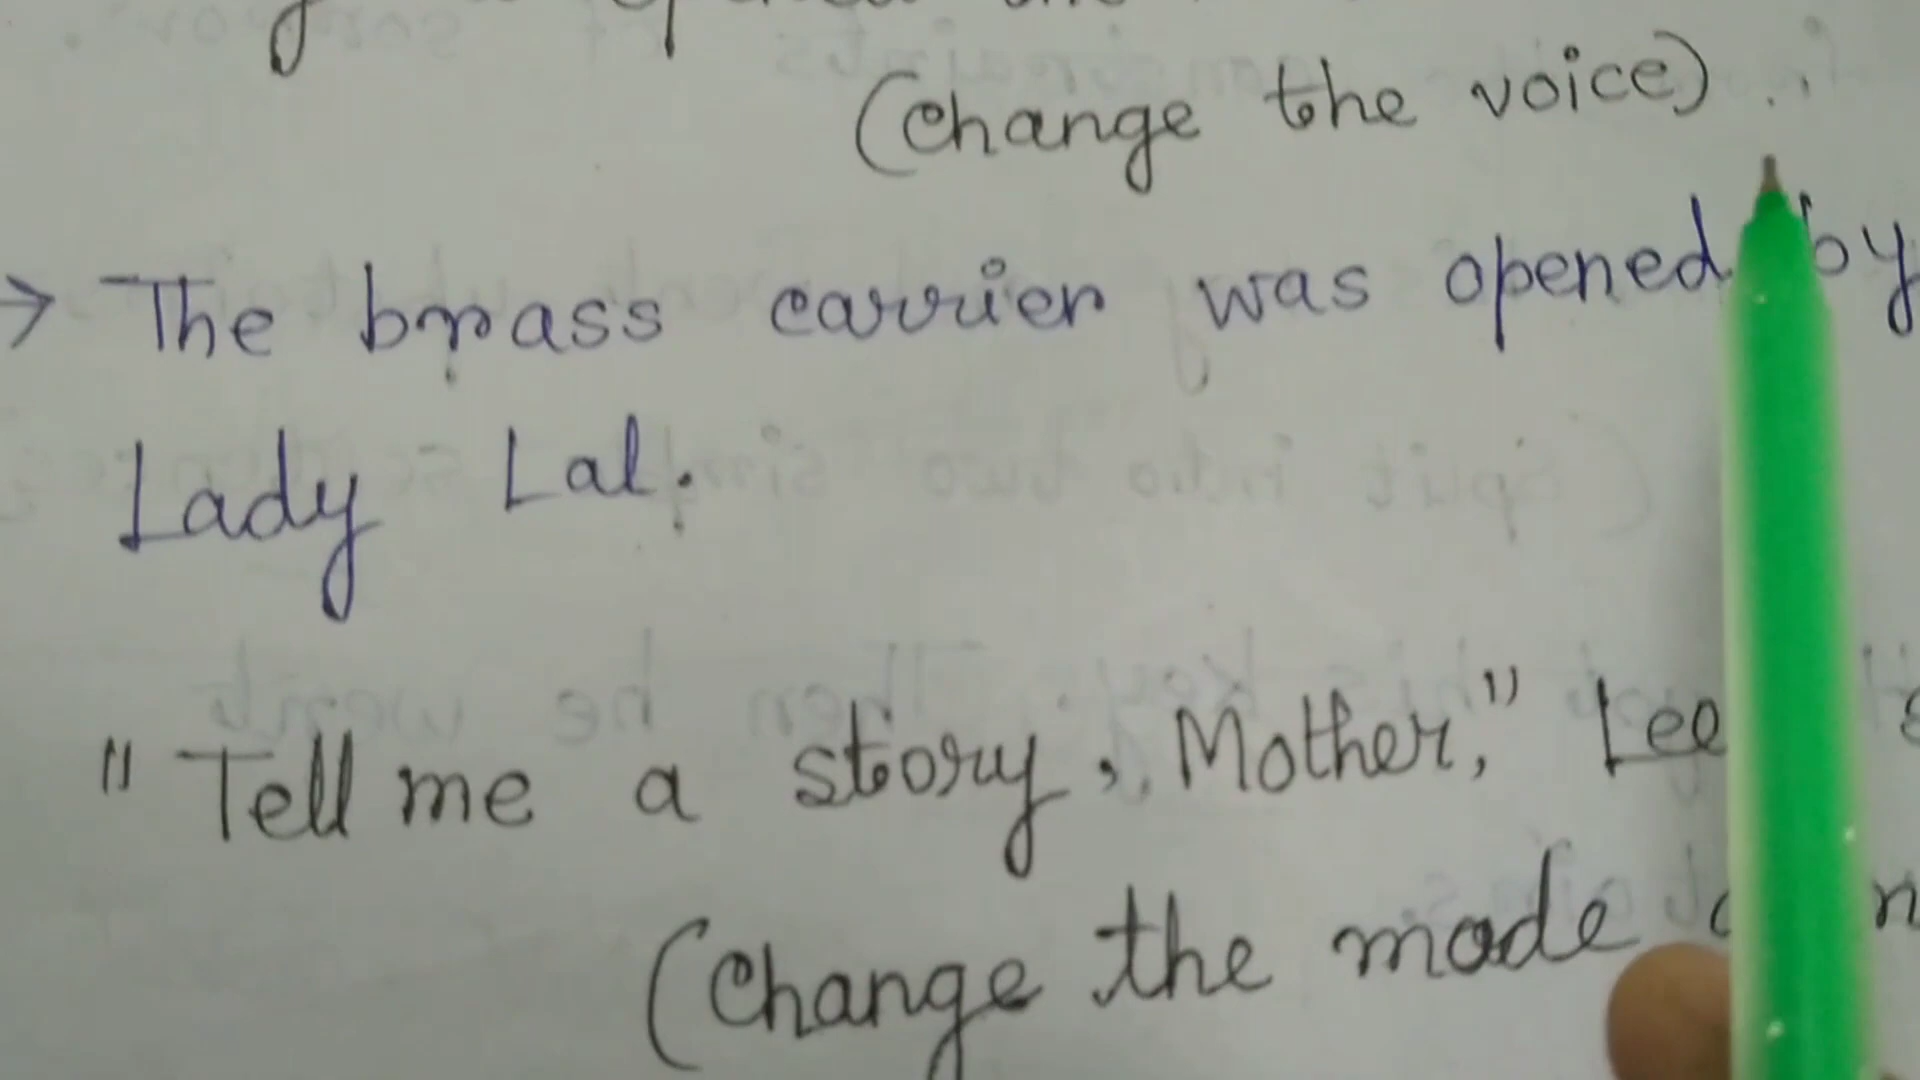 (Change the voice)
→ The brass carrier was opened by
Lady Lal.
"Tell me a story, Mother," Lee
(Change the mode